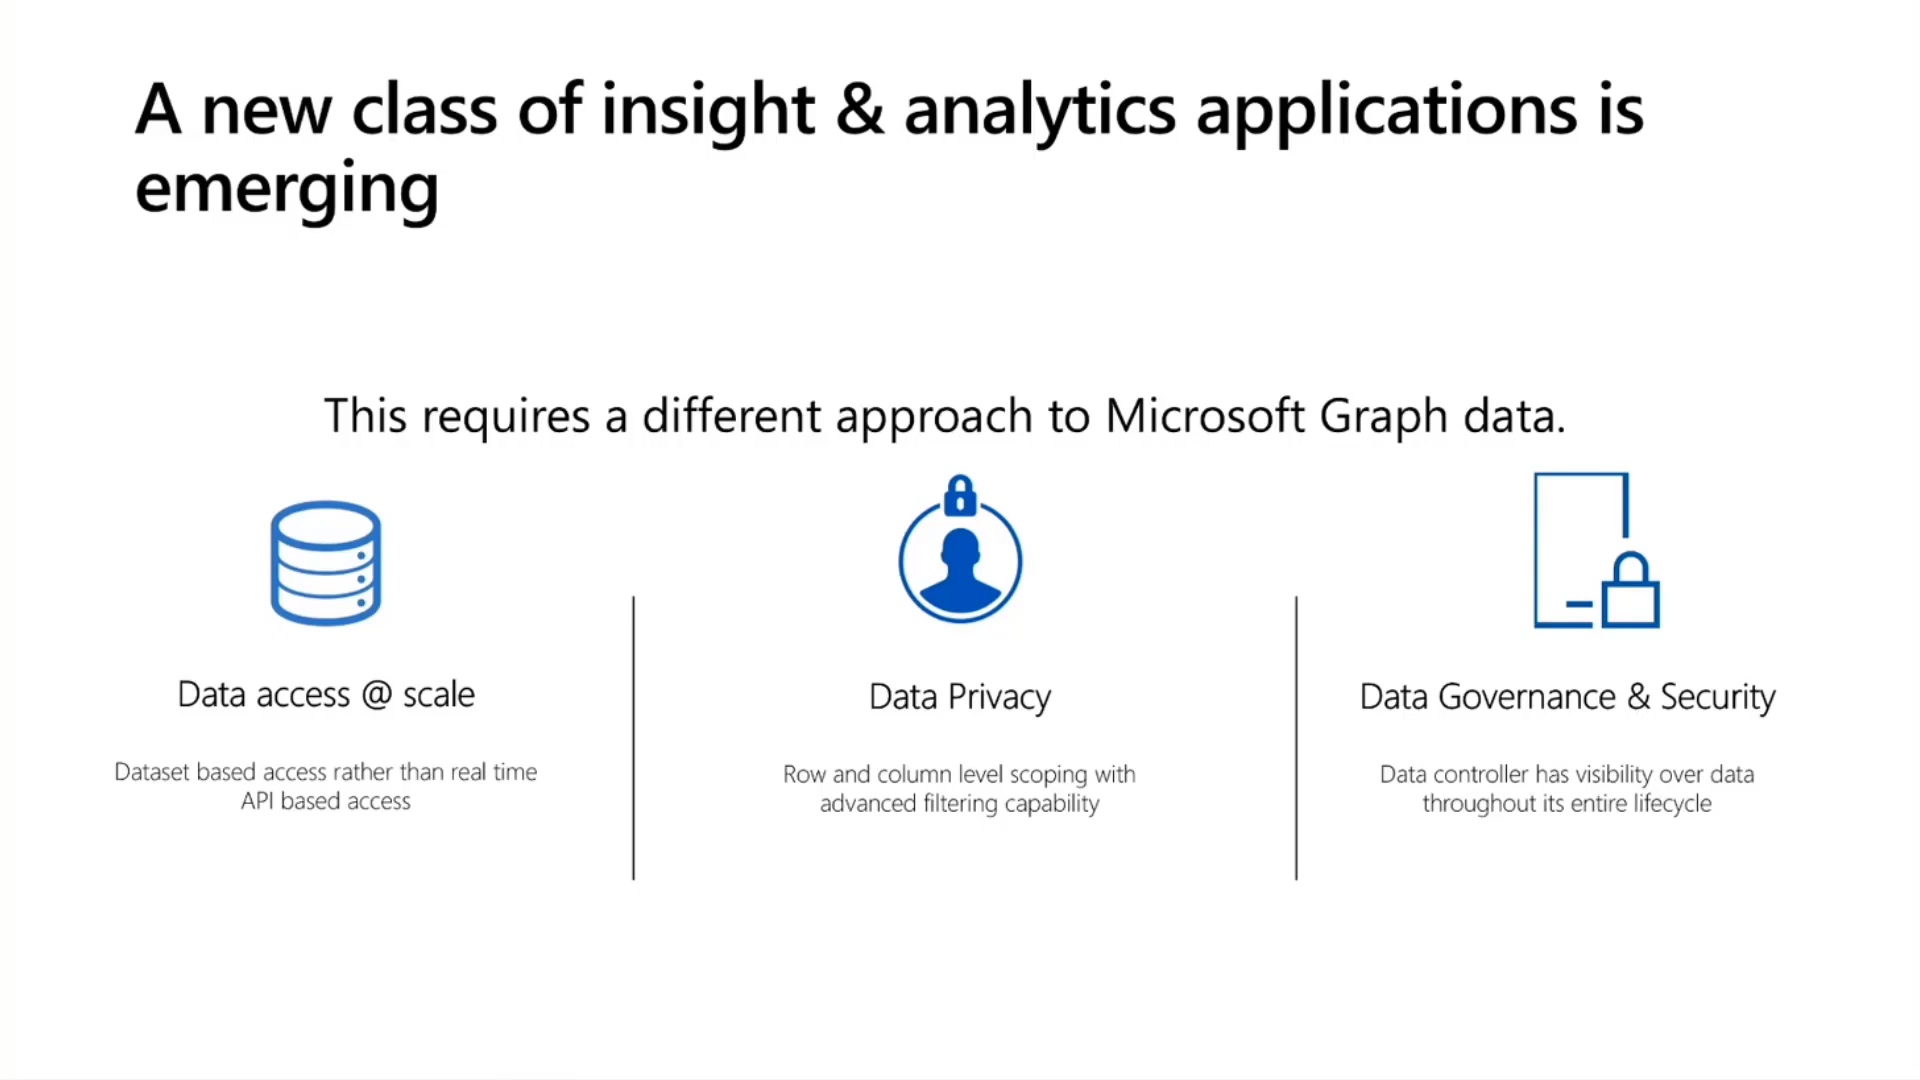 A new class of insight & analytics applications is
emerging
This requires a different approach to Microsoft Graph data.
Data access @ scale
Dataset based access rather than real time
API based access
Data Privacy
Row and column level scoping with
advanced filtering capability
Data Governance & Security
Data controller has visibility over data
throughout its entire lifecycle